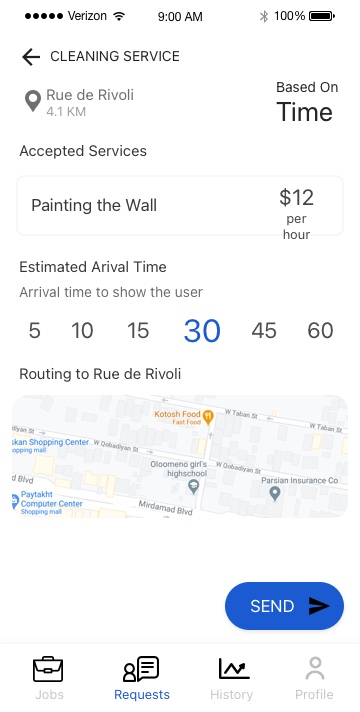 Verizon 9:00 AM 100%
CLEANING SERVICE
Rue de Rivoli
4.1 KM
Based On
Time
Accepted Services
Painting the Wall
$12
per
hour
Estimated Arival Time
Arrival time to show the user
5 10 15 30 45 60
Routing to Rue de Rivoli
Kotosh Food
Fast Food
W Taban St
W Taban St
diyan St
skan Shopping Center
opping mall
W Qobadiyan St
W Qobadiyan St
Oloomeno girl's
highschool
Parsian Insurance Co
d Blvd
Paytakht
Computer Center
Shopping mall
Mirdamad Blvd
SEND
Jobs
Requests
History
Profile